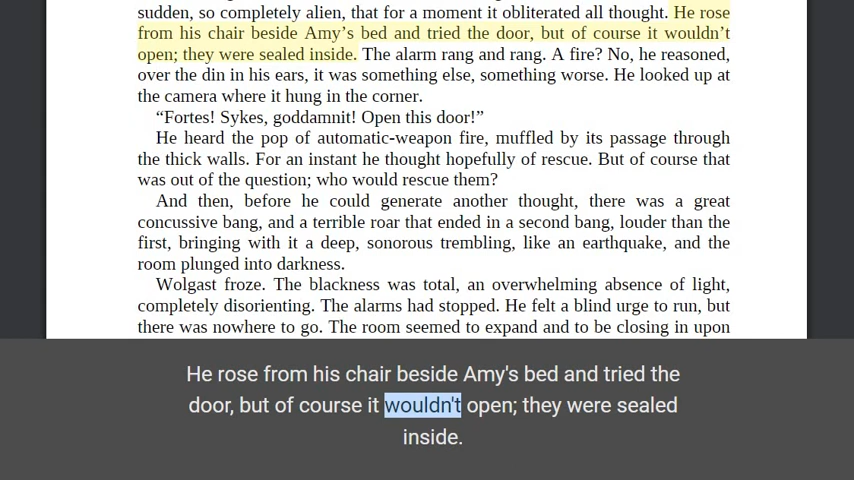 sudden, so completely alien, that for a moment it obliterated all thought. He rose
from his chair beside Amy’s bed and tried the door, but of course it wouldn’t
open; they were sealed inside. The alarm rang and rang. A fire? No, he reasoned,
over the din in his ears, it was something else, something worse. He looked up at
the camera where it hung in the corner.
“Fortes! Sykes, goddamnit! Open this door!”
He heard the pop of automatic-weapon fire, muffled by its passage through
the thick walls. For an instant he thought hopefully of rescue. But of course that
was out of the question; who would rescue them?
And then, before he could generate another thought, there was a great
concussive bang, and a terrible roar that ended in a second bang, louder than the
first, bringing with it a deep, sonorous trembling, like an earthquake, and the
room plunged into darkness.
Wolgast froze. The blackness was total, an overwhelming absence of light,
completely disorienting. The alarms had stopped. He felt a blind urge to run, but
there was nowhere to go. The room seemed to expand and to be closing in upon
He rose from his chair beside Amy's bed and tried the
door, but of course it wouldn't open; they were sealed
inside.